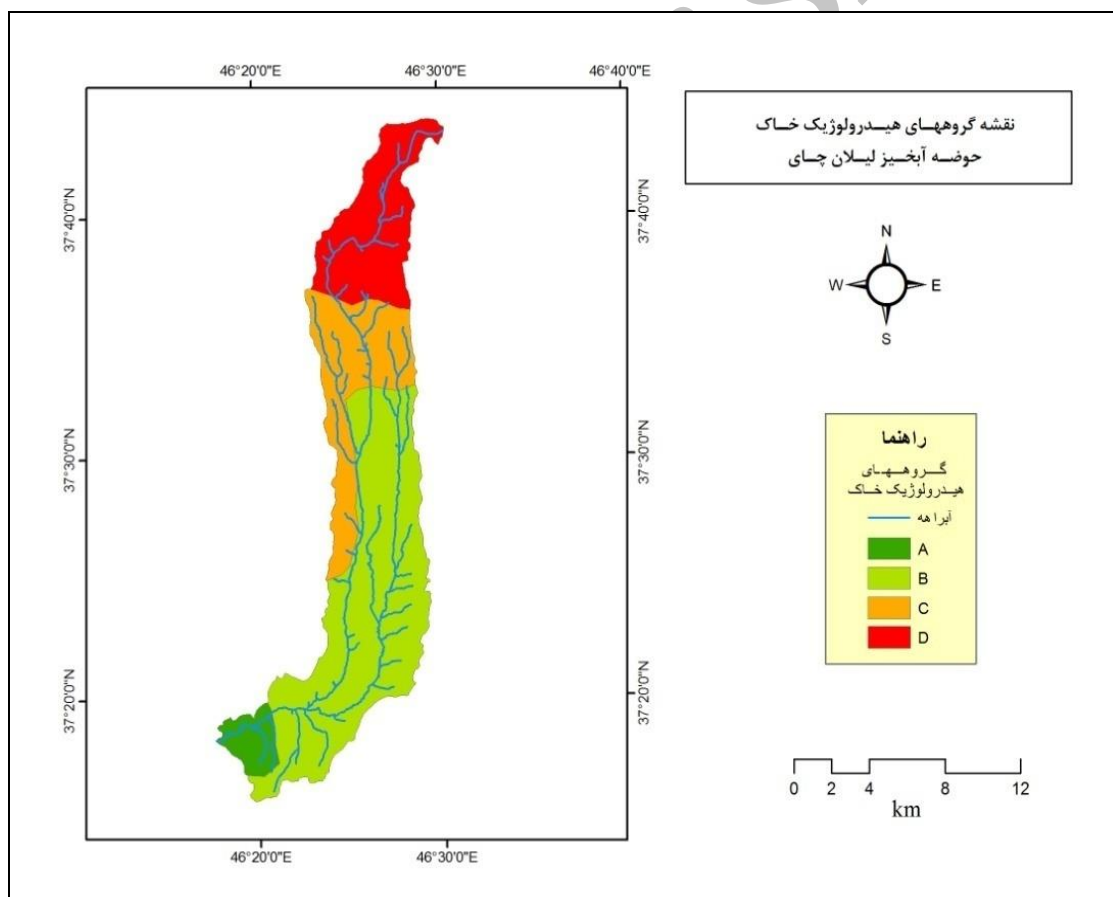 46°20'0"E 46°30'0"E 46°40'0"E
نقشه گروههای هیدرولوژیک خاک
حوضه آبخیز لیلان چای
37°40'0"N 37°40'0"N
N
W E
S
راهنما
گروههای
هیدرولوژیک خاک
آبراهه
A
B
C
D
37°30'0"N 37°30'0"N
37°20'0"N 37°20'0"N
0 2 4 8 12
km
46°20'0"E 46°30'0"E